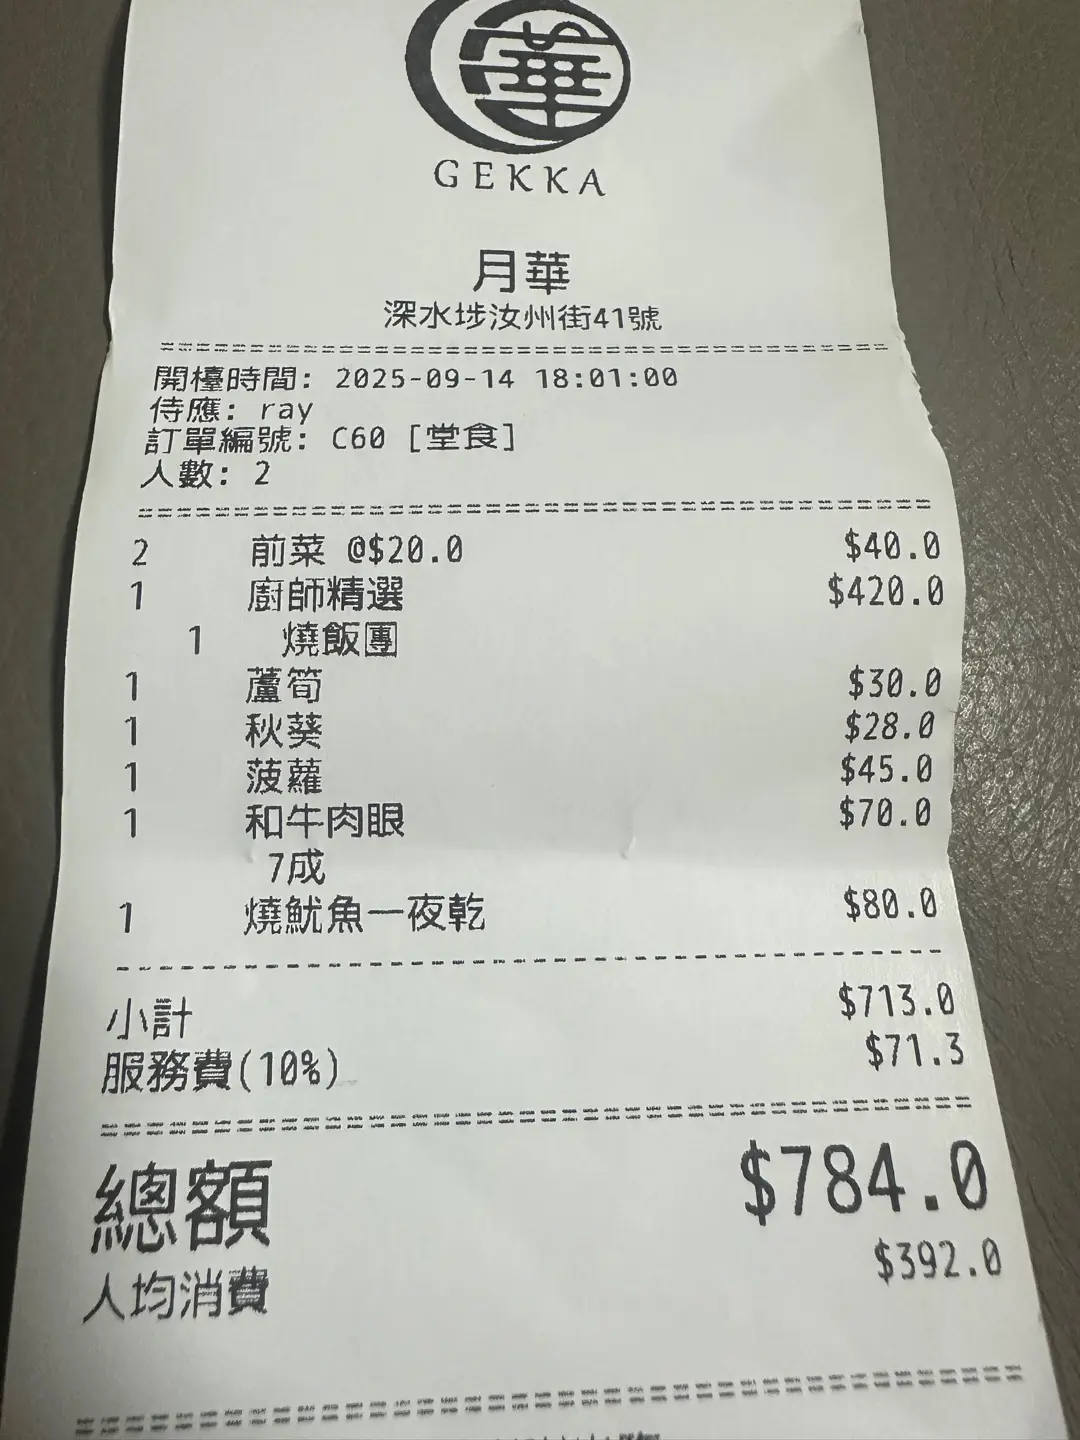 華
GEKKA
月華
深水埗汝州街41號
開檯時間: 2025-09-14 18:01:00
侍應: ray
訂單編號: C60 [堂食]
人數: 2
2 前菜 @$20.0 $40.0
1 廚師精選 $420.0
1 燒飯團
1 蘆筍 $30.0
1 秋葵 $28.0
1 菠蘿 $45.0
1 和牛肉眼 $70.0
7成
1 燒魷魚一夜乾 $80.0
小計 $713.0
服務費(10%) $71.3
總額 $784.0
人均消費 $392.0